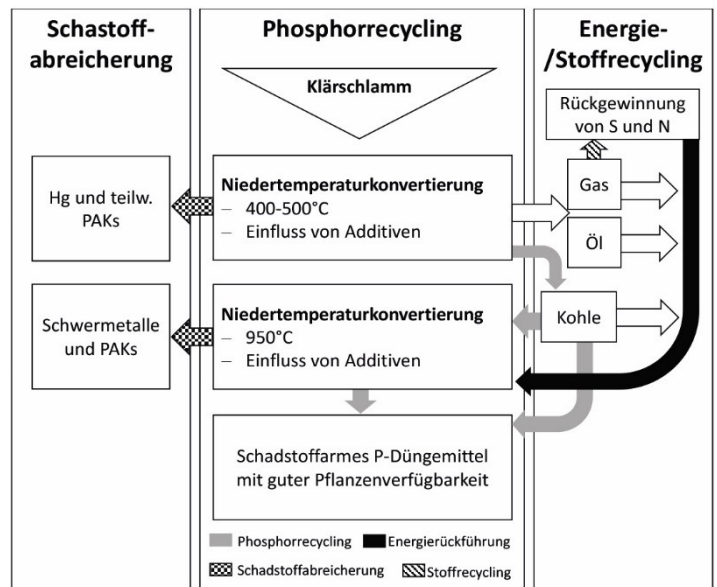 Schastoff-
abreicherung
Phosphorrecycling
Energie-
/Stoffrecycling
Klärschlamm
Rückgewinnung
von S und N
Hg und teilw.
PAKs
Niedertemperaturkonvertierung
– 400-500°C
– Einfluss von Additiven
Gas
Öl
Schwermetalle
und PAKs
Niedertemperaturkonvertierung
– 950°C
– Einfluss von Additiven
Kohle
Schadstoffarmes P-Düngemittel
mit guter Pflanzenverfügbarkeit
Phosphorrecycling
Energierückführung
Schadstoffabreicherung
Stoffrecycling